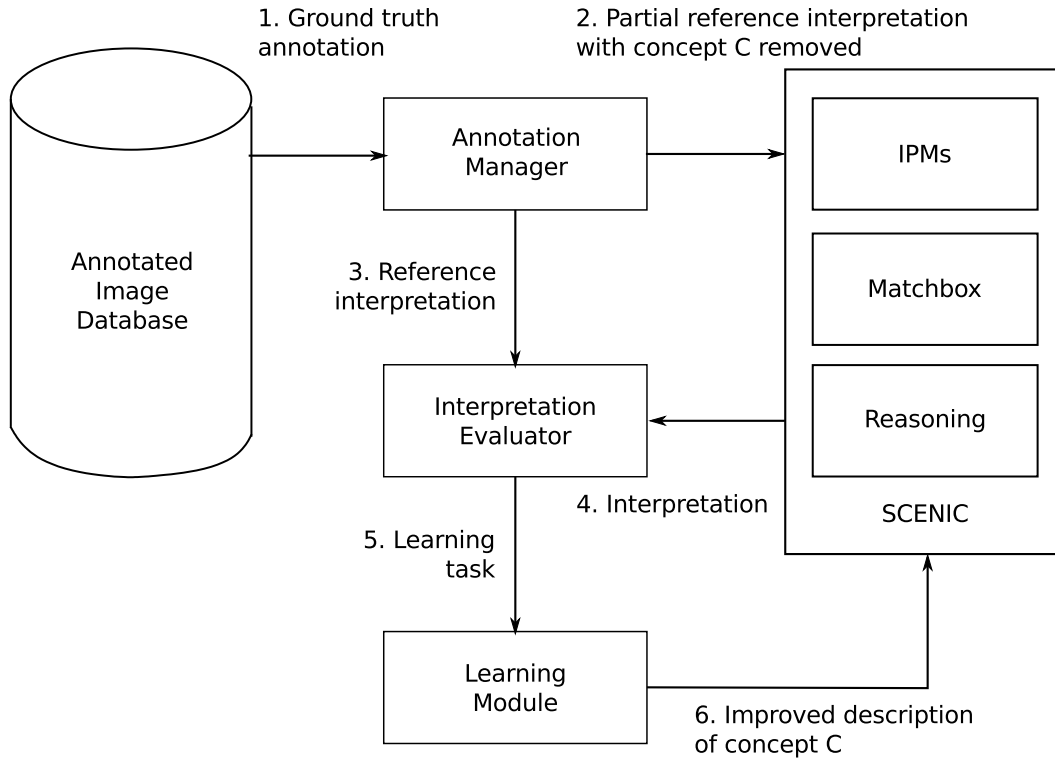 1. Ground truth
annotation
2. Partial reference interpretation
with concept C removed
Annotation
Manager
IPMs
Annotated
Image
Database
3. Reference
interpretation
Matchbox
Interpretation
Evaluator
Reasoning
4. Interpretation
SCENIC
5. Learning
task
Learning
Module
6. Improved description
of concept C